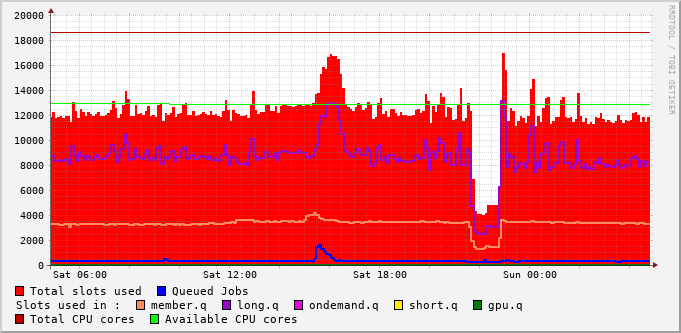 20000
18000
16000
14000
12000
10000
8000
6000
4000
2000
0
Sat 06:00 Sat 12:00 Sat 18:00 Sun 00:00
RRDTOOL / TOBI OETIKER
Total slots used Queued Jobs
Slots used in : member.q long.q ondemand.q short.q gpu.q
Total CPU cores Available CPU cores